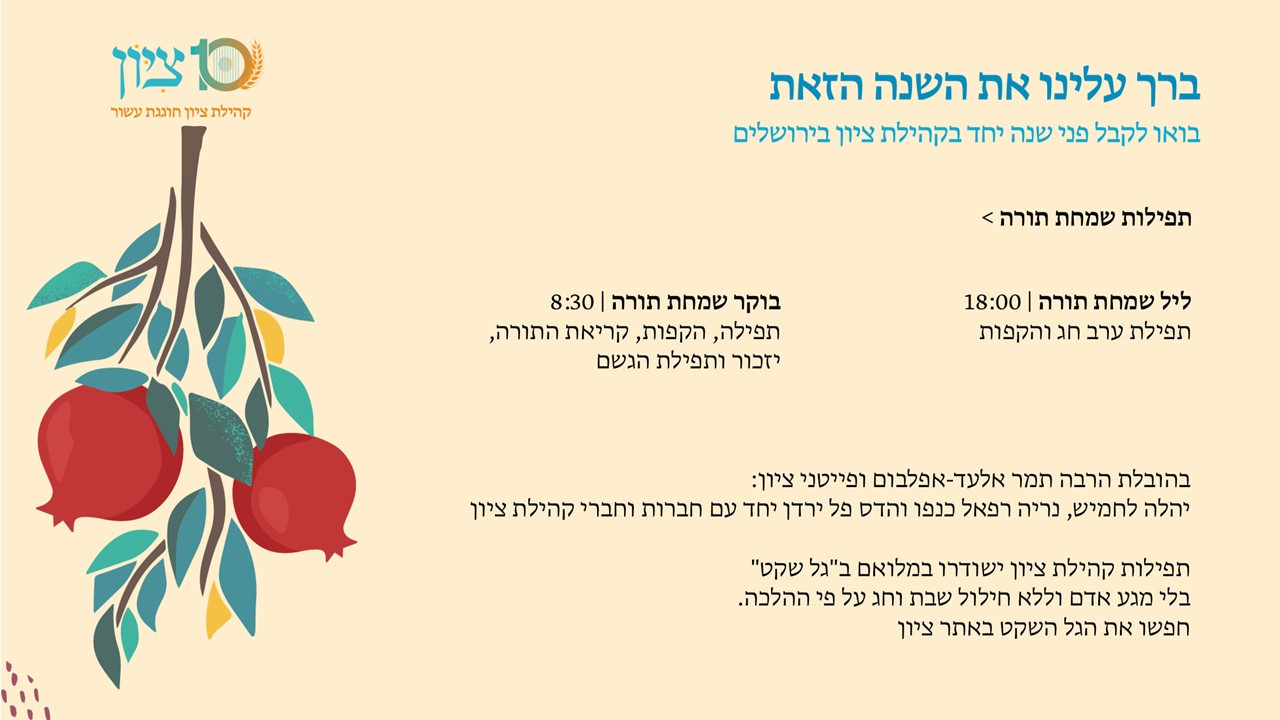 ציון 10
קהילת ציון חוגגת עשור
ברך עלינו את השנה הזאת
בואו לקבל פני שנה יחד בקהילת ציון בירושלים
תפילות שמחת תורה >
ליל שמחת תורה | 18:00
תפילת ערב חג והקפות
בוקר שמחת תורה | 8:30
תפילה, הקפות, קריאת התורה,
יזכור ותפילת הגשם
בהובלת הרבה תמר אלעד-אפלבום ופייטני ציון:
יהלה לחמיש, נריה רפאל כנפו והדס פל ירדן יחד עם חברות וחברי קהילת ציון
תפילות קהילת ציון ישודרו במלואם ב"גל שקט"
בלי מגע אדם וללא חילול שבת וחג על פי ההלכה.
חפשו את הגל השקט באתר ציון